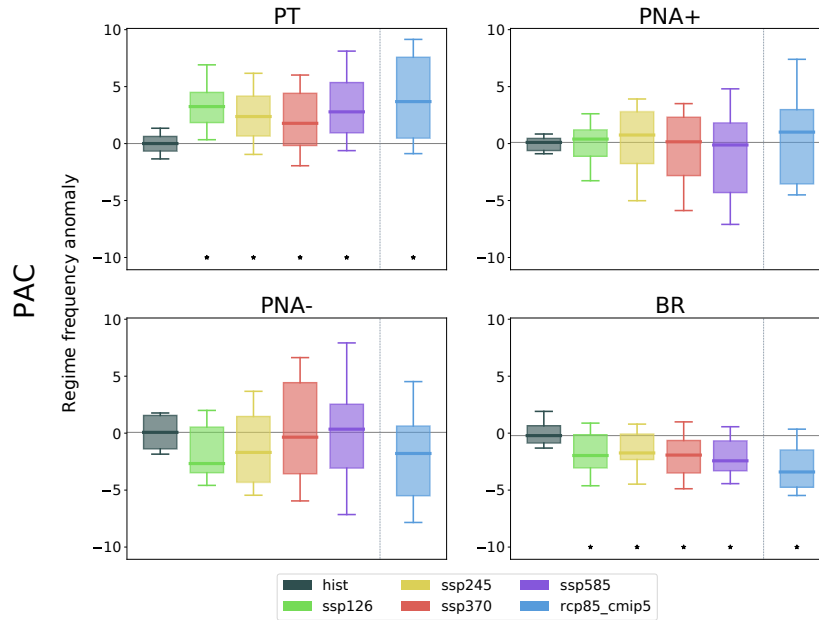 PAC
Regime frequency anomaly
PT
10
5
0
−5
−10
PNA+
10
5
0
−5
−10
PNA-
10
5
0
−5
−10
BR
10
5
0
−5
−10
hist
ssp126
ssp245
ssp370
ssp585
rcp85_cmip5